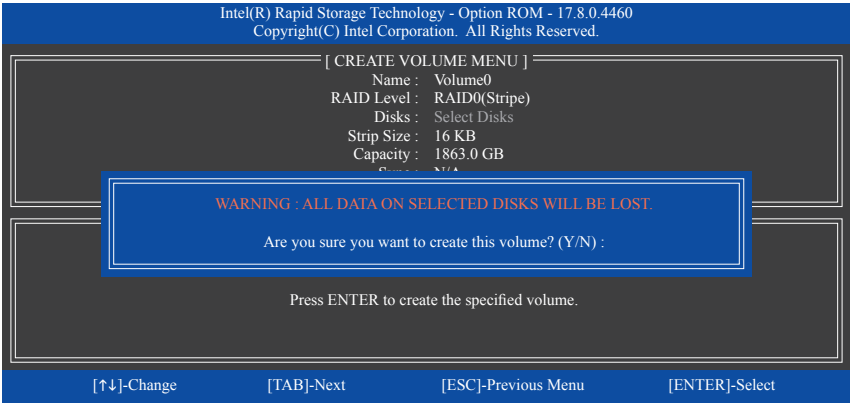 Intel(R) Rapid Storage Technology - Option ROM - 17.8.0.4460
Copyright(C) Intel Corporation. All Rights Reserved.
[ CREATE VOLUME MENU ]
Name : Volume0
RAID Level : RAID0(Stripe)
Disks : Select Disks
Strip Size : 16 KB
Capacity : 1863.0 GB
WARNING : ALL DATA ON SELECTED DISKS WILL BE LOST.
Are you sure you want to create this volume? (Y/N) :
Press ENTER to create the specified volume.
[↑↓]-Change [TAB]-Next [ESC]-Previous Menu [ENTER]-Select